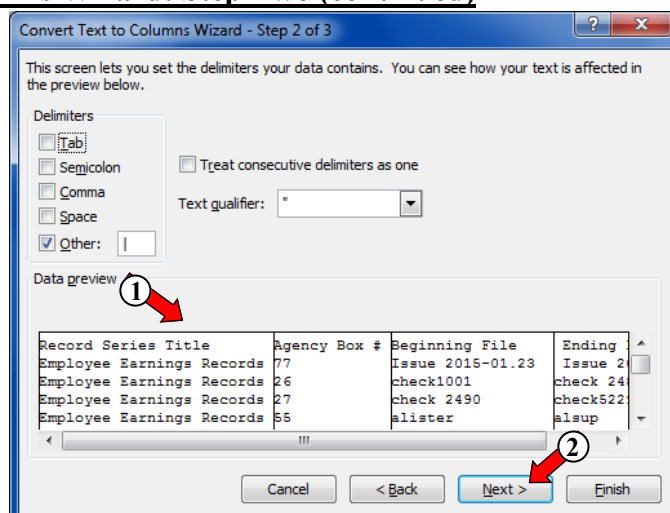 Convert Text to Columns Wizard - Step 2 of 3
This screen lets you set the delimiters your data contains. You can see how your text is affected in
the preview below.
Delimiters
Tab
Semicolon
Comma
Space
Other: |
Treat consecutive delimiters as one
Text qualifier: "
Data preview
1
Record Series Title Agency Box # Beginning File Ending
Employee Earnings Records 77 Issue 2015-01.23 Issue
Employee Earnings Records 26 check1001 check
Employee Earnings Records 27 check 2490
Employee Earnings Records 55 alister alsup
2
Cancel < Back Next > Finish